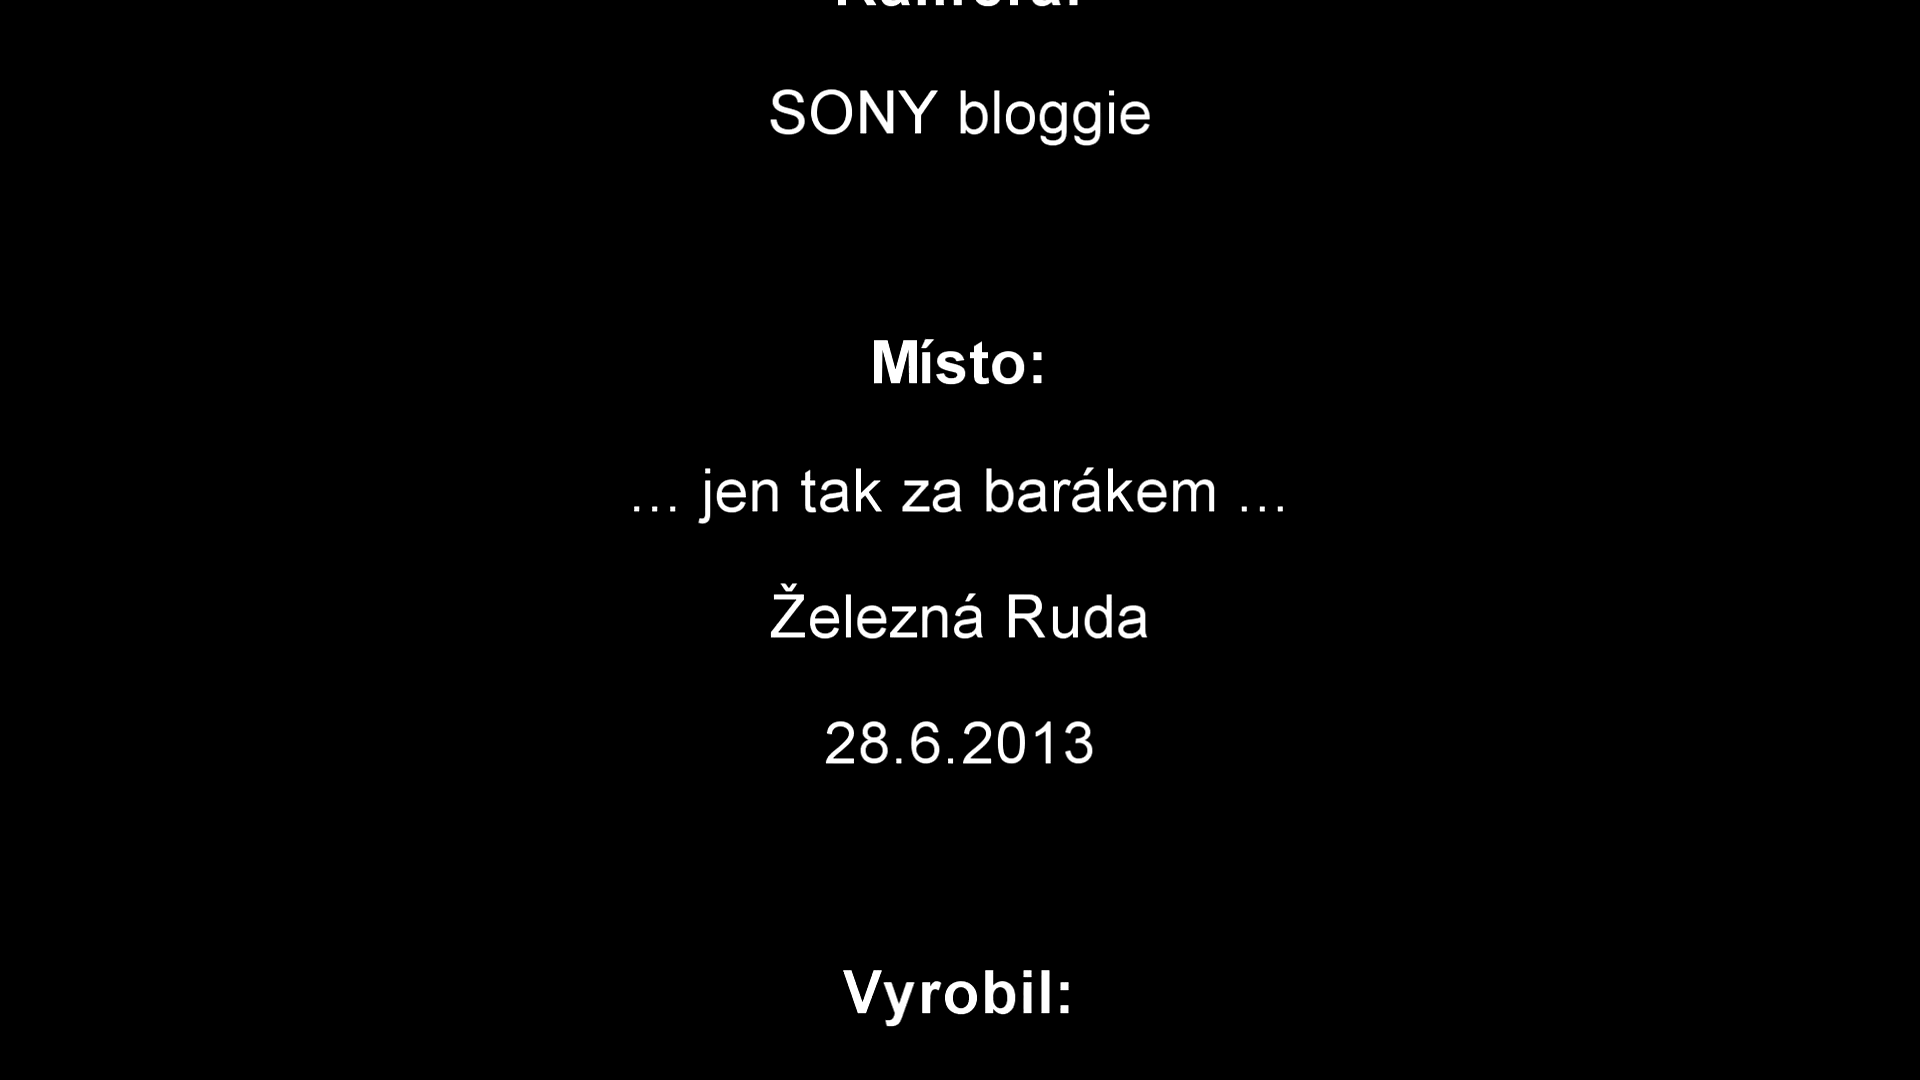 SONY bloggie
Místo:
... jen tak za barákem ...
Železná Ruda
28.6.2013
Vyrobil: